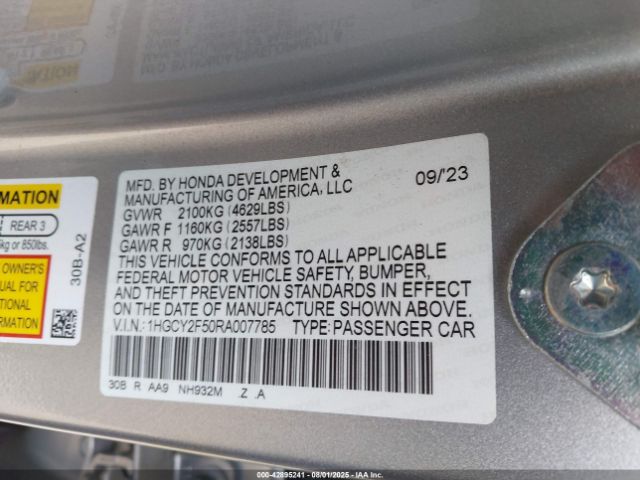 MFD. BY HONDA DEVELOPMENT &
MANUFACTURING OF AMERICA, LLC
09/'23
GVWR 2100KG (4629LBS)
GAWR F 1160KG (2557LBS)
GAWR R 970KG (2138LBS)
THIS VEHICLE CONFORMS TO ALL APPLICABLE
FEDERAL MOTOR VEHICLE SAFETY, BUMPER,
AND THEFT PREVENTION STANDARDS IN EFFECT
ON THE DATE OF MANUFACTURE SHOWN ABOVE.
V.I.N.: 1HGCY2F50RA007785 TYPE: PASSENGER CAR
30B R AA9 NH932M .Z .A
RMATION
REAR 3
kg or 850lbs.
OWNER'S
UAL FOR
TIONAL
RMATION
30B-A2
000-42895241 - 08/01/2025 - IAA Inc.